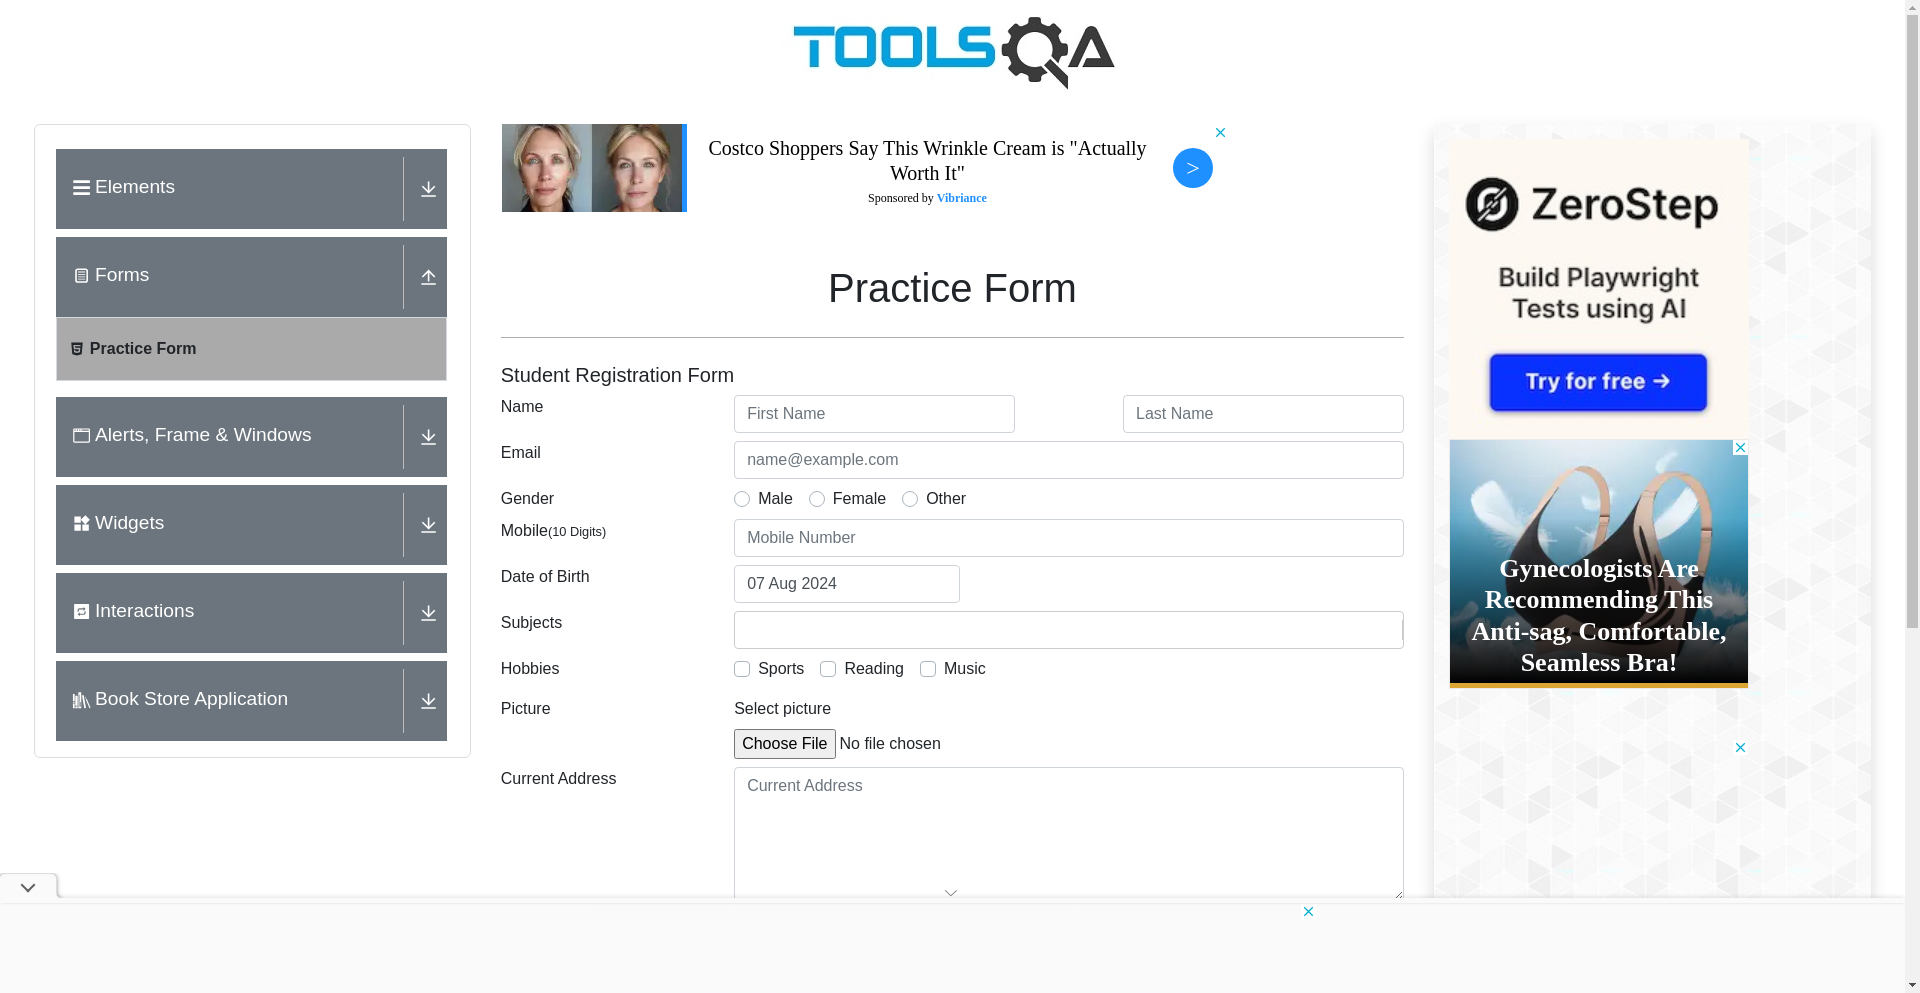 TOOLSQA
Elements
Forms
Practice Form
Alerts, Frame & Windows
Widgets
Interactions
Book Store Application
Costco Shoppers Say This Wrinkle Cream is "Actually
Worth It"
Sponsored by Vibriance
>
Practice Form
Student Registration Form
Name
First Name
Last Name
Email
name@example.com
Gender
Male
Female
Other
Mobile(10 Digits)
Mobile Number
Date of Birth
07 Aug 2024
Subjects
Hobbies
Sports
Reading
Music
Picture
Select picture
Choose File No file chosen
Current Address
Current Address
ZeroStep
Build Playwright
Tests using AI
Try for free →
Gynecologists Are
Recommending This
Anti-sag, Comfortable,
Seamless Bra!